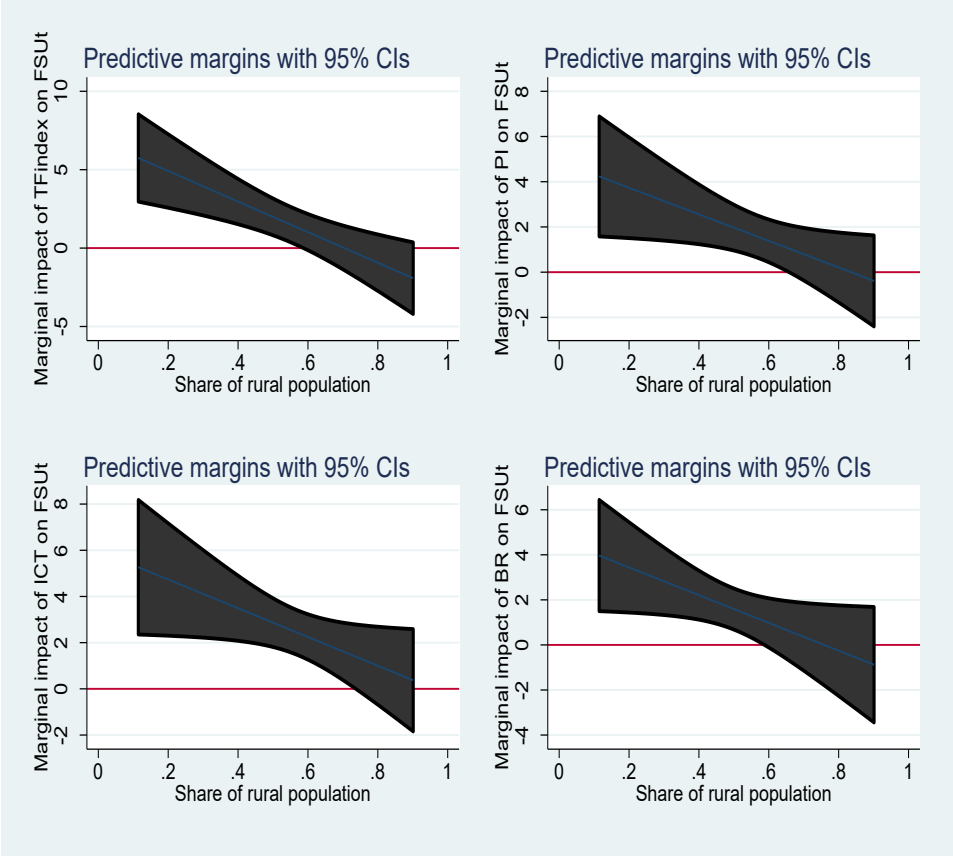 Predictive margins with 95% CIs
Marginal impact of TFindex on FSUt
10
5
0
-5
0 .2 .4 .6 .8 1
Share of rural population
Predictive margins with 95% CIs
Marginal impact of PI on FSUt
8
6
4
2
0
-2
0 .2 .4 .6 .8 1
Share of rural population
Predictive margins with 95% CIs
Marginal impact of ICT on FSUt
8
6
4
2
0
-2
0 .2 .4 .6 .8 1
Share of rural population
Predictive margins with 95% CIs
Marginal impact of BR on FSUt
6
4
2
0
-2
-4
0 .2 .4 .6 .8 1
Share of rural population